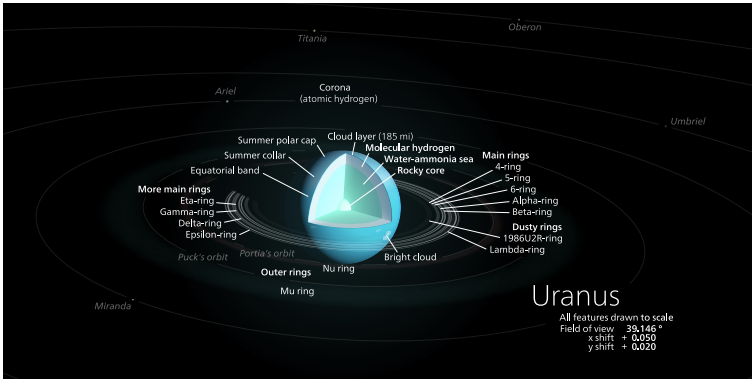 Oberon
Titania
Ariel
Corona
(atomic hydrogen)
Umbriel
Cloud layer (185 mi)
Summer polar cap
Molecular hydrogen
Summer collar
Water-ammonia sea
Equatorial band
Rocky core
Main rings
4-ring
5-ring
6-ring
Alpha-ring
Beta-ring
More main rings
Eta-ring
Gamma-ring
Delta-ring
Epsilon-ring
Dusty rings
1986U2R-ring
Lambda-ring
Puck's orbit
Portia's orbit
Bright cloud
Outer rings
Nu ring
Mu ring
Miranda
Uranus
All features drawn to scale
Field of view 39.146 °
x shift + 0.050
y shift + 0.020